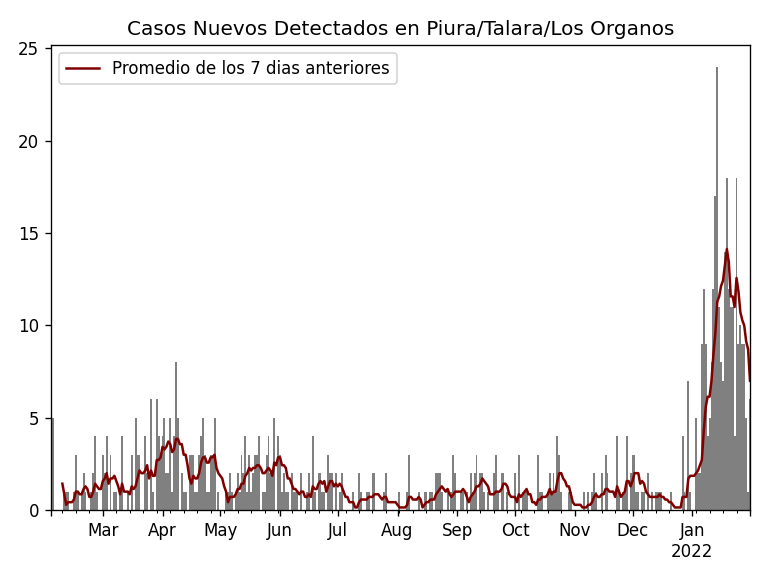 Casos Nuevos Detectados en Piura/Talara/Los Organos
Promedio de los 7 dias anteriores
25
20
15
10
5
0
Mar Apr May Jun Jul Aug Sep Oct Nov Dec Jan
2022